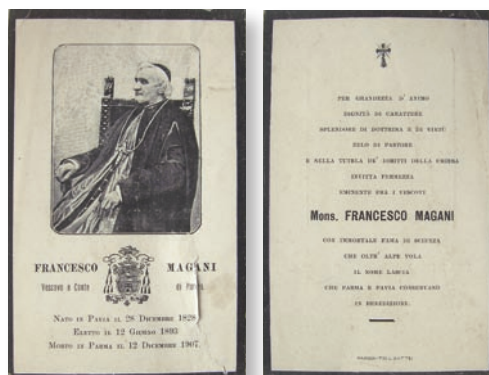 FRANCESCO MAGANI
Vescovo e Conte di Parma
NATO IN PAVIA IL 28 DICEMBRE 1828
ELETTO IL 12 GIUGNO 1893
MORTO IN PARMA IL 12 DICEMBRE 1907.
PER GRANDEZZA D' ANIMO
DIGNITÀ DI CARATTERE
SPLENDORE DI DOTTRINA E DI VIRTÙ
ZELO DI PASTORE
E NELLA TUTELA DE' DIRITTI DELLA CHIESA
INVITTA FERMEZZA
EMINENTE FRA I VESCOVI
Mons. FRANCESCO MAGANI
CON IMMORTALE FAMA DI SCIENZA
CHE OLTR' ALPE VOLA
IL NOME LASCIA
CHE PARMA E PAVIA CONSERVANO
IN BENEDIZIONE.